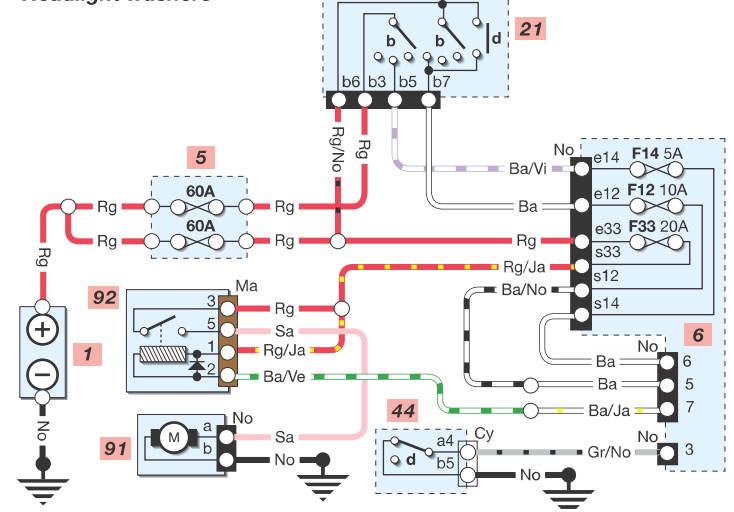 21
b
b
d
b6
b3
b5
b7
Rg/No
Rg
No
e14
F14 5A
Ba/Vi
5
60A
e12
F12 10A
Rg
Rg
Ba
60A
e33
F33 20A
Rg
Rg
Rg
s33
Rg
Rg/Ja
s12
92
Ma
Ba/No
3
Rg
s14
5
Sa
6
1
1
Rg/Ja
No
2
Ba
6
Ba/Ve
Ba
5
Ba/Ja
7
44
No
No
91
a
Sa
Cy
No
M
a4
Gr/No
3
b
No
d
b5
No